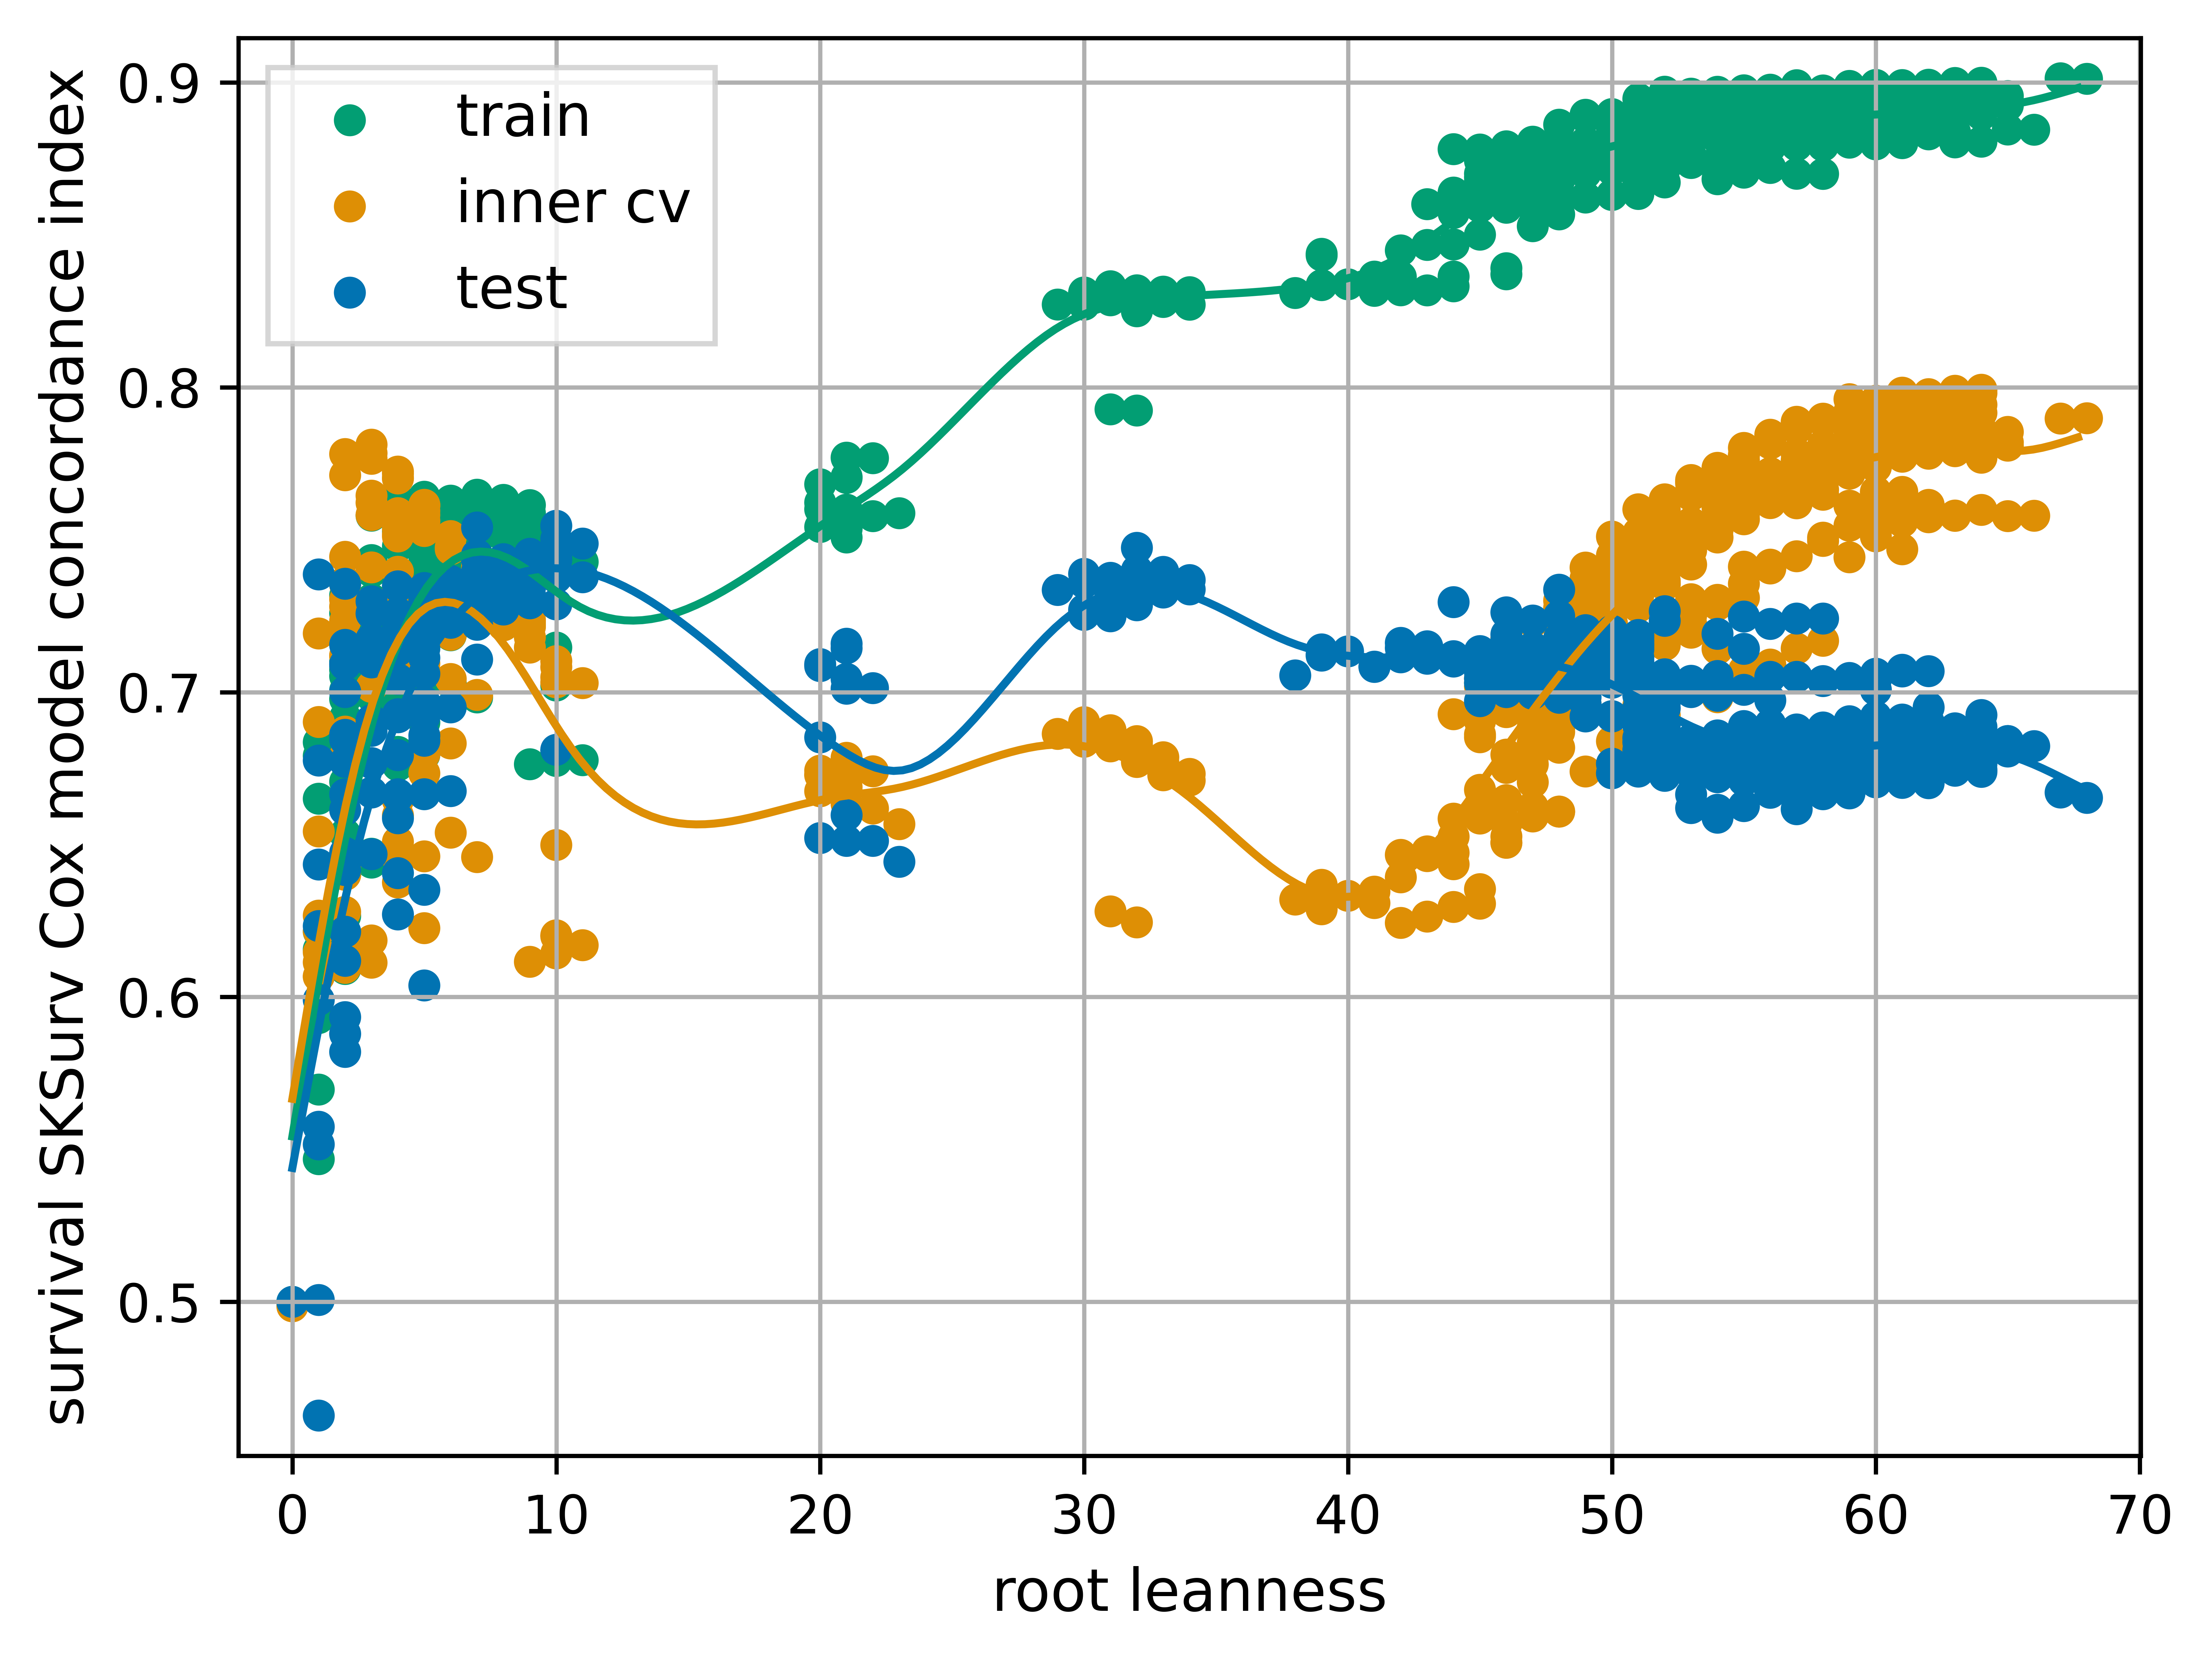 train
inner cv
test
survival SKSurv Cox model concordance index
0.9
0.8
0.7
0.6
0.5
0 10 20 30 40 50 60 70
root leanness